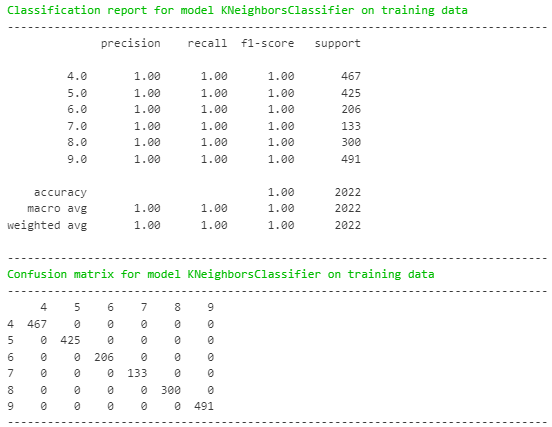 Classification report for model KNeighborsClassifier on training data
--------------------------------------------------------------------------------
precision recall f1-score support
4.0 1.00 1.00 1.00 467
5.0 1.00 1.00 1.00 425
6.0 1.00 1.00 1.00 206
7.0 1.00 1.00 1.00 133
8.0 1.00 1.00 1.00 300
9.0 1.00 1.00 1.00 491
accuracy 1.00 2022
macro avg 1.00 1.00 1.00 2022
weighted avg 1.00 1.00 1.00 2022
--------------------------------------------------------------------------------
Confusion matrix for model KNeighborsClassifier on training data
--------------------------------------------------------------------------------
4 5 6 7 8 9
4 467 0 0 0 0 0
5 0 425 0 0 0 0
6 0 0 206 0 0 0
7 0 0 0 133 0 0
8 0 0 0 0 300 0
9 0 0 0 0 0 491
--------------------------------------------------------------------------------